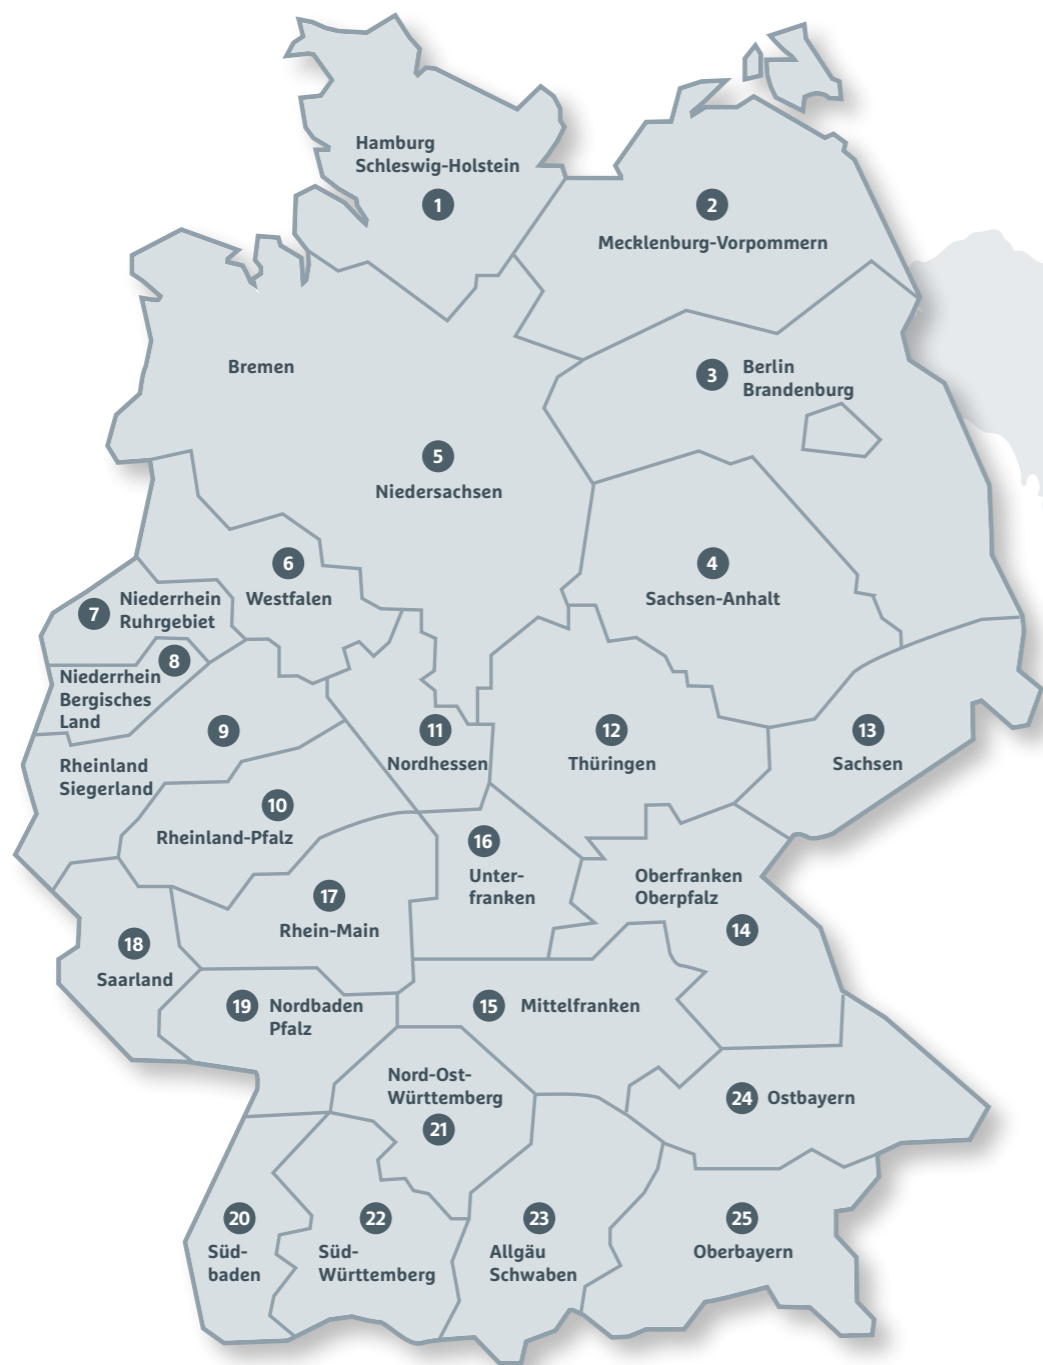 Hamburg
Schleswig-Holstein
1
2
Mecklenburg-Vorpommern
Bremen
3
Berlin
Brandenburg
5
Niedersachsen
4
Sachsen-Anhalt
6
Westfalen
7
Niederrhein
Ruhrgebiet
8
Niederrhein
Bergisches
Land
9
Rheinland
Siegerland
10
Rheinland-Pfalz
11
Nordhessen
12
Thüringen
13
Sachsen
16
Unter-
franken
Oberfranken
Oberpfalz
14
17
Rhein-Main
18
Saarland
19
Nordbaden
Pfalz
15
Mittelfranken
Nord-Ost-
Württemberg
21
24
Ostbayern
20
Süd-
baden
22
Süd-
Württemberg
23
Allgäu
Schwaben
25
Oberbayern